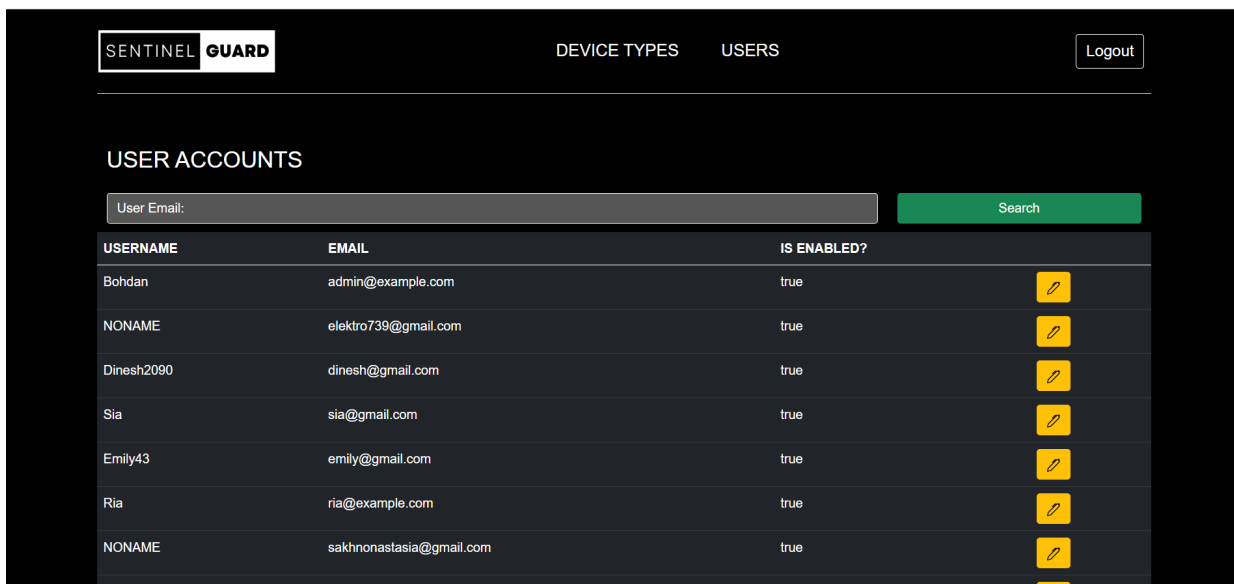 SENTINEL GUARD DEVICE TYPES USERS Logout
USER ACCOUNTS
User Email: Search
USERNAME EMAIL IS ENABLED?
Bohdan admin@example.com true
NONAME elektro739@gmail.com true
Dinesh2090 dinesh@gmail.com true
Sia sia@gmail.com true
Emily43 emily@gmail.com true
Ria ria@example.com true
NONAME sakhnonastasia@gmail.com true